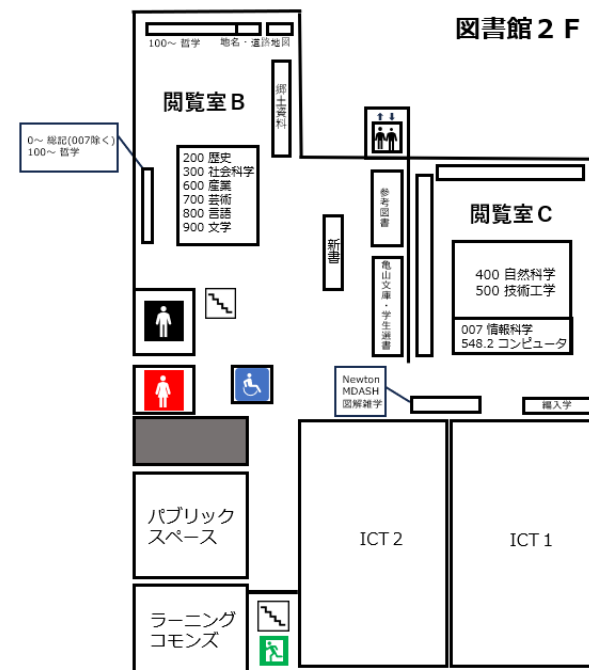 図書館２Ｆ
100～ 哲学
地名・道路地図
閲覧室Ｂ
郷土資料
0～ 総記(007除く)
100～ 哲学
200 歴史
300 社会科学
600 産業
700 芸術
800 言語
900 文学
新書
参考図書
亀山文庫・学生選書
閲覧室Ｃ
400 自然科学
500 技術工学
007 情報科学
548.2 コンピュータ
Newton
MDASH
図解雑学
編入学
パブリック
スペース
ICT 2
ICT 1
ラーニング
コモンズ